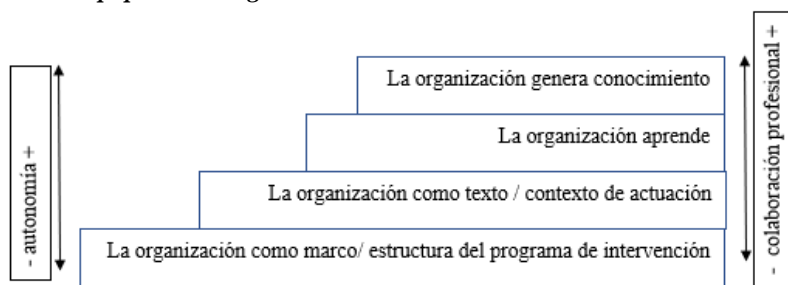 La organización genera conocimiento
La organización aprende
La organización como texto / contexto de actuación
La organización como marco/ estructura del programa de intervención
- autonomía +
- colaboración profesional +